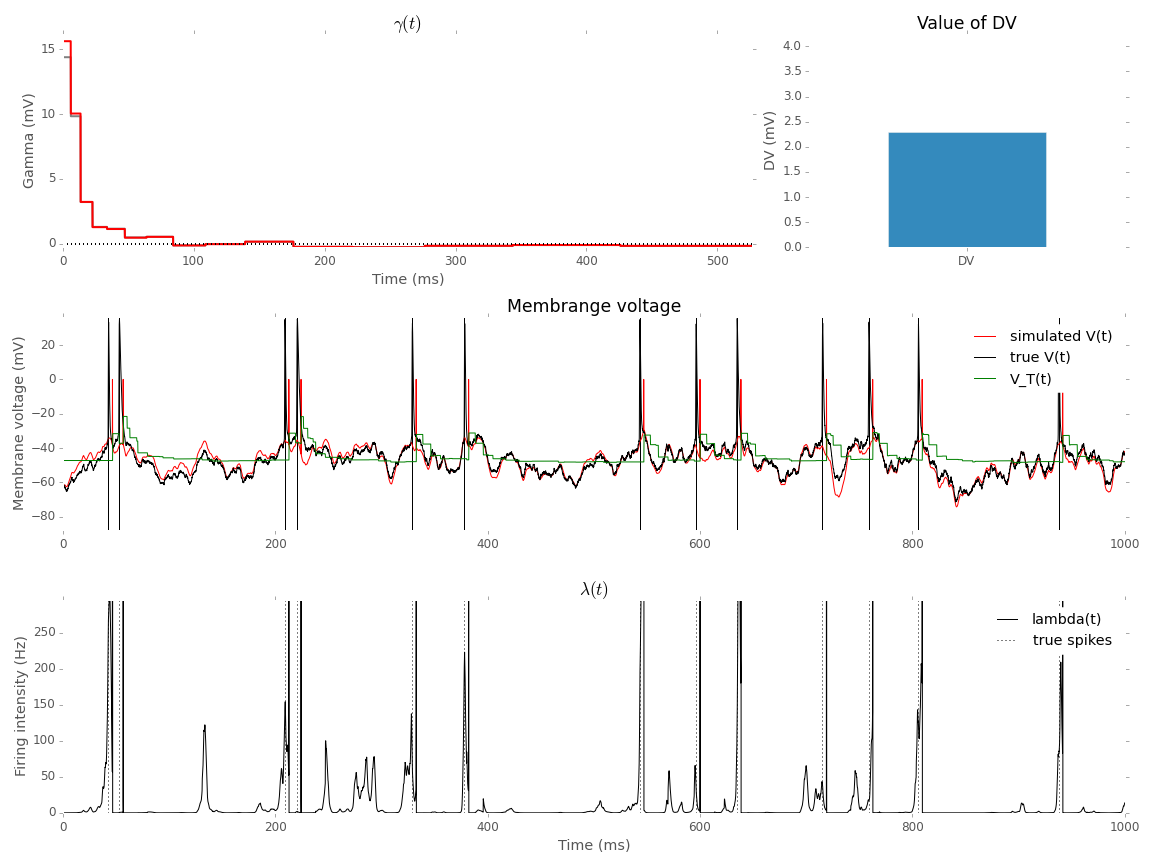 γ(t)
Gamma (mV)
15
10
5
0
0 100 200 300 400 500
Time (ms)
Value of DV
DV (mV)
4.0
3.5
3.0
2.5
2.0
1.5
1.0
0.5
0.0
DV
Membrange voltage
Membrane voltage (mV)
20
0
−20
−40
−60
−80
simulated V(t)
true V(t)
V_T(t)
0 200 400 600 800 1000
λ(t)
Firing intensity (Hz)
250
200
150
100
50
0
lambda(t)
true spikes
0 200 400 600 800 1000
Time (ms)